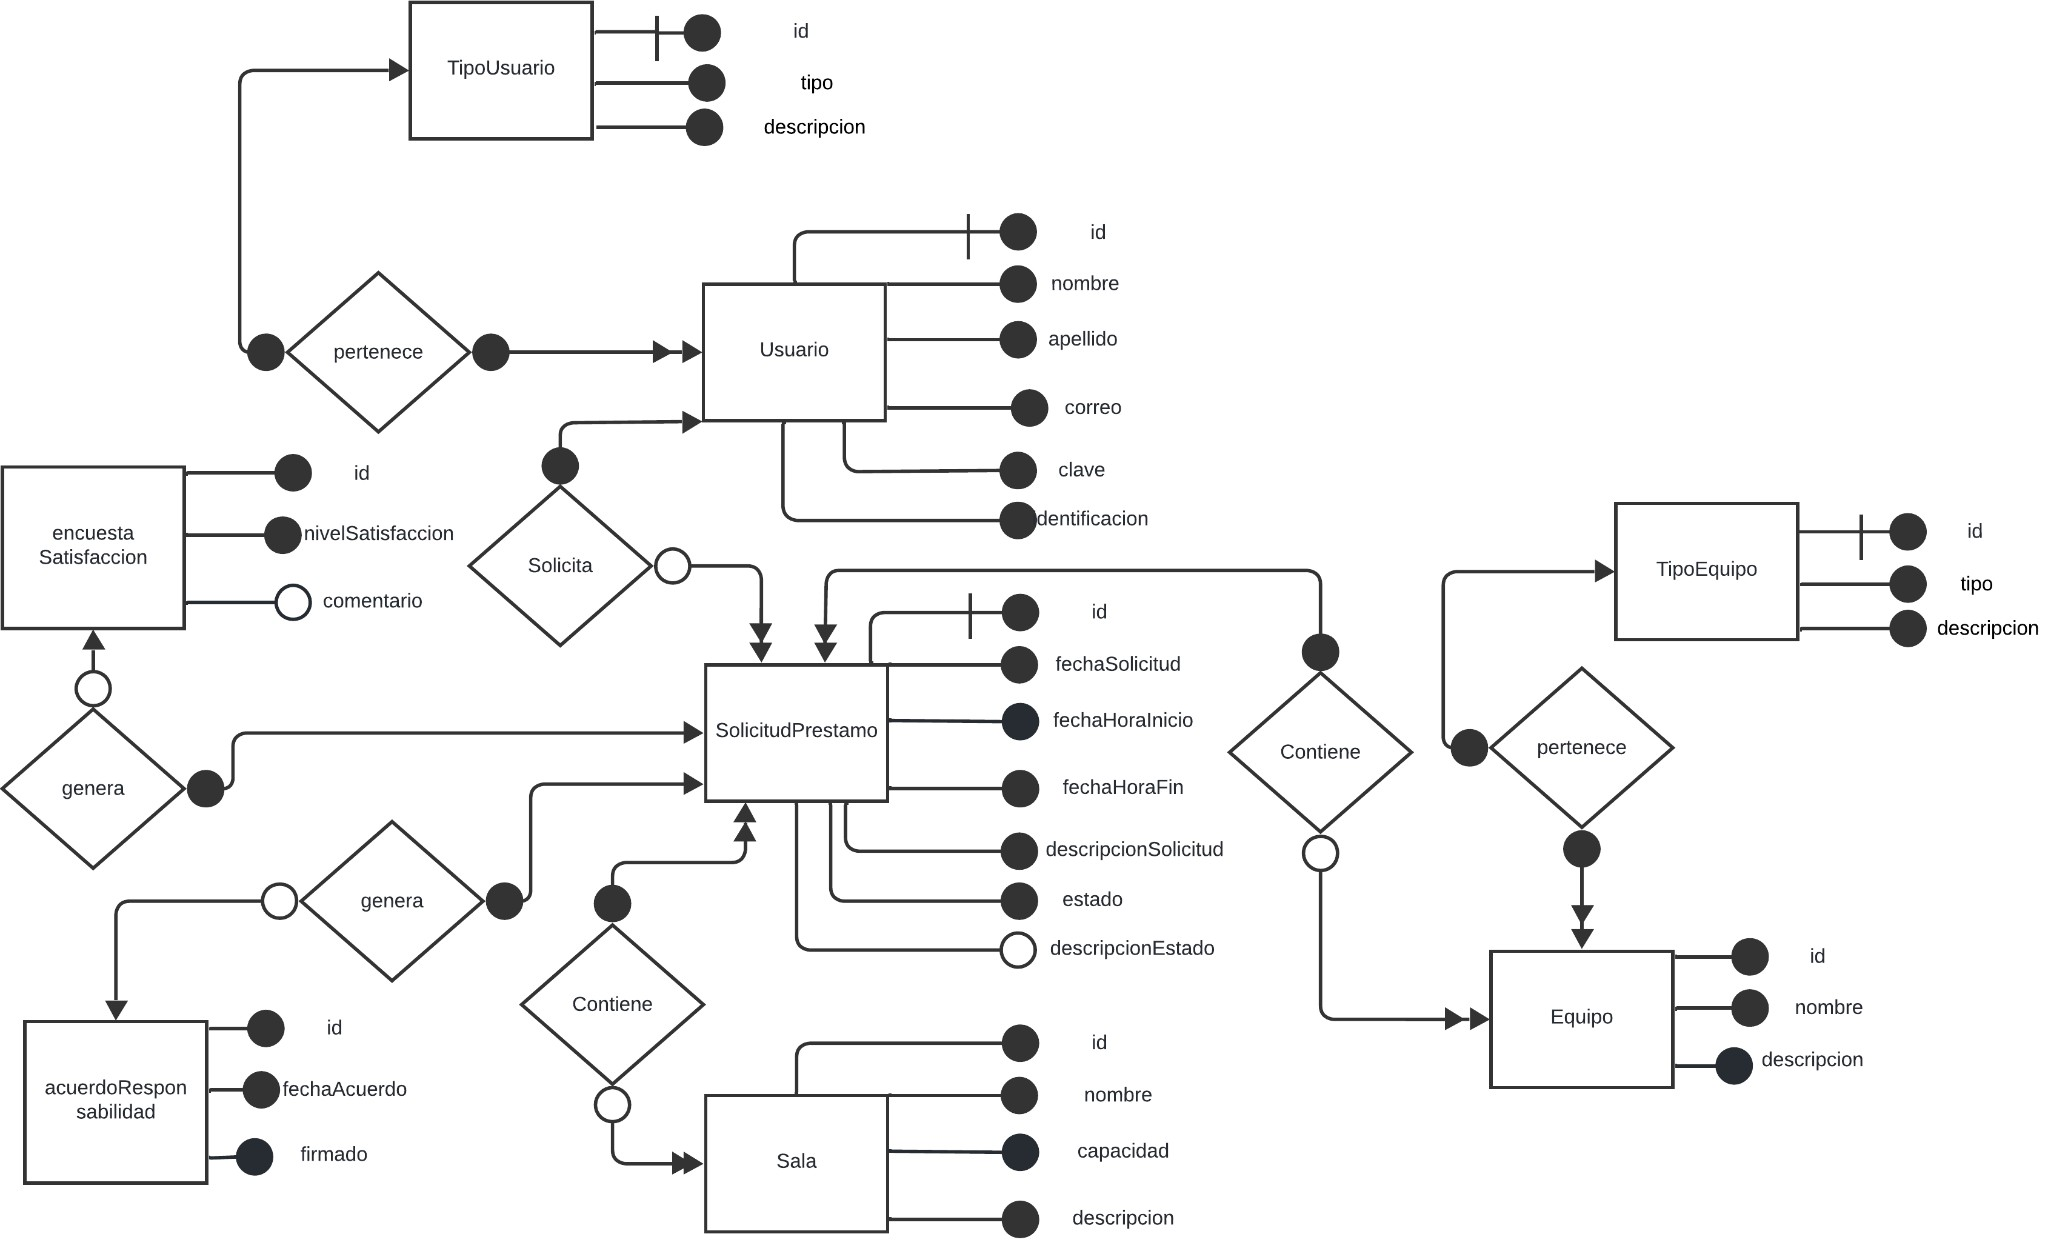 TipoUsuario
id
tipo
descripcion
pertenece
Usuario
id
nombre
apellido
correo
clave
dentificacion
encuesta
Satisfaccion
id
nivelSatisfaccion
comentario
Solicita
TipoEquipo
id
tipo
descripcion
SolicitudPrestamo
id
fechaSolicitud
fechaHoraInicio
fechaHoraFin
descripcionSolicitud
estado
descripcionEstado
Contiene
pertenece
genera
genera
Contiene
Equipo
id
nombre
descripcion
acuerdoRespon
sabilidad
id
fechaAcuerdo
firmado
Sala
id
nombre
capacidad
descripcion